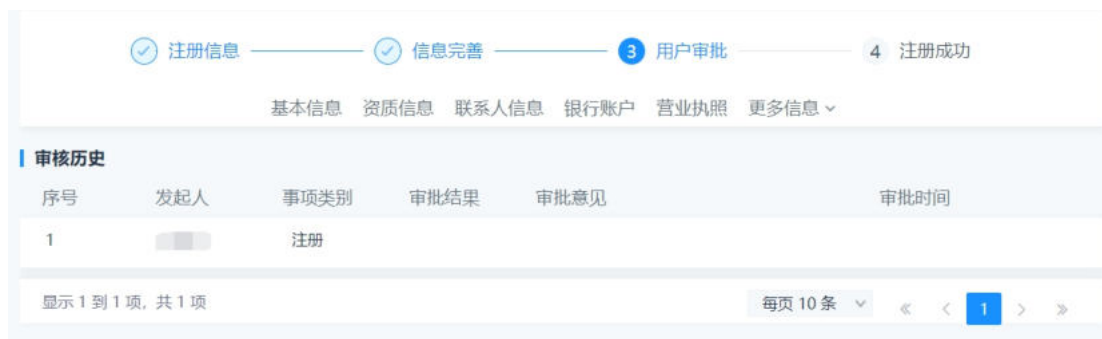 注册信息 信息完善 3 用户审批 4 注册成功
基本信息 资质信息 联系人信息 银行账户 营业执照 更多信息
审核历史
序号 发起人 事项类别 审批结果 审批意见 审批时间
1 注册
显示 1 到 1 项, 共 1 项 每页 10 条 « < 1 > »